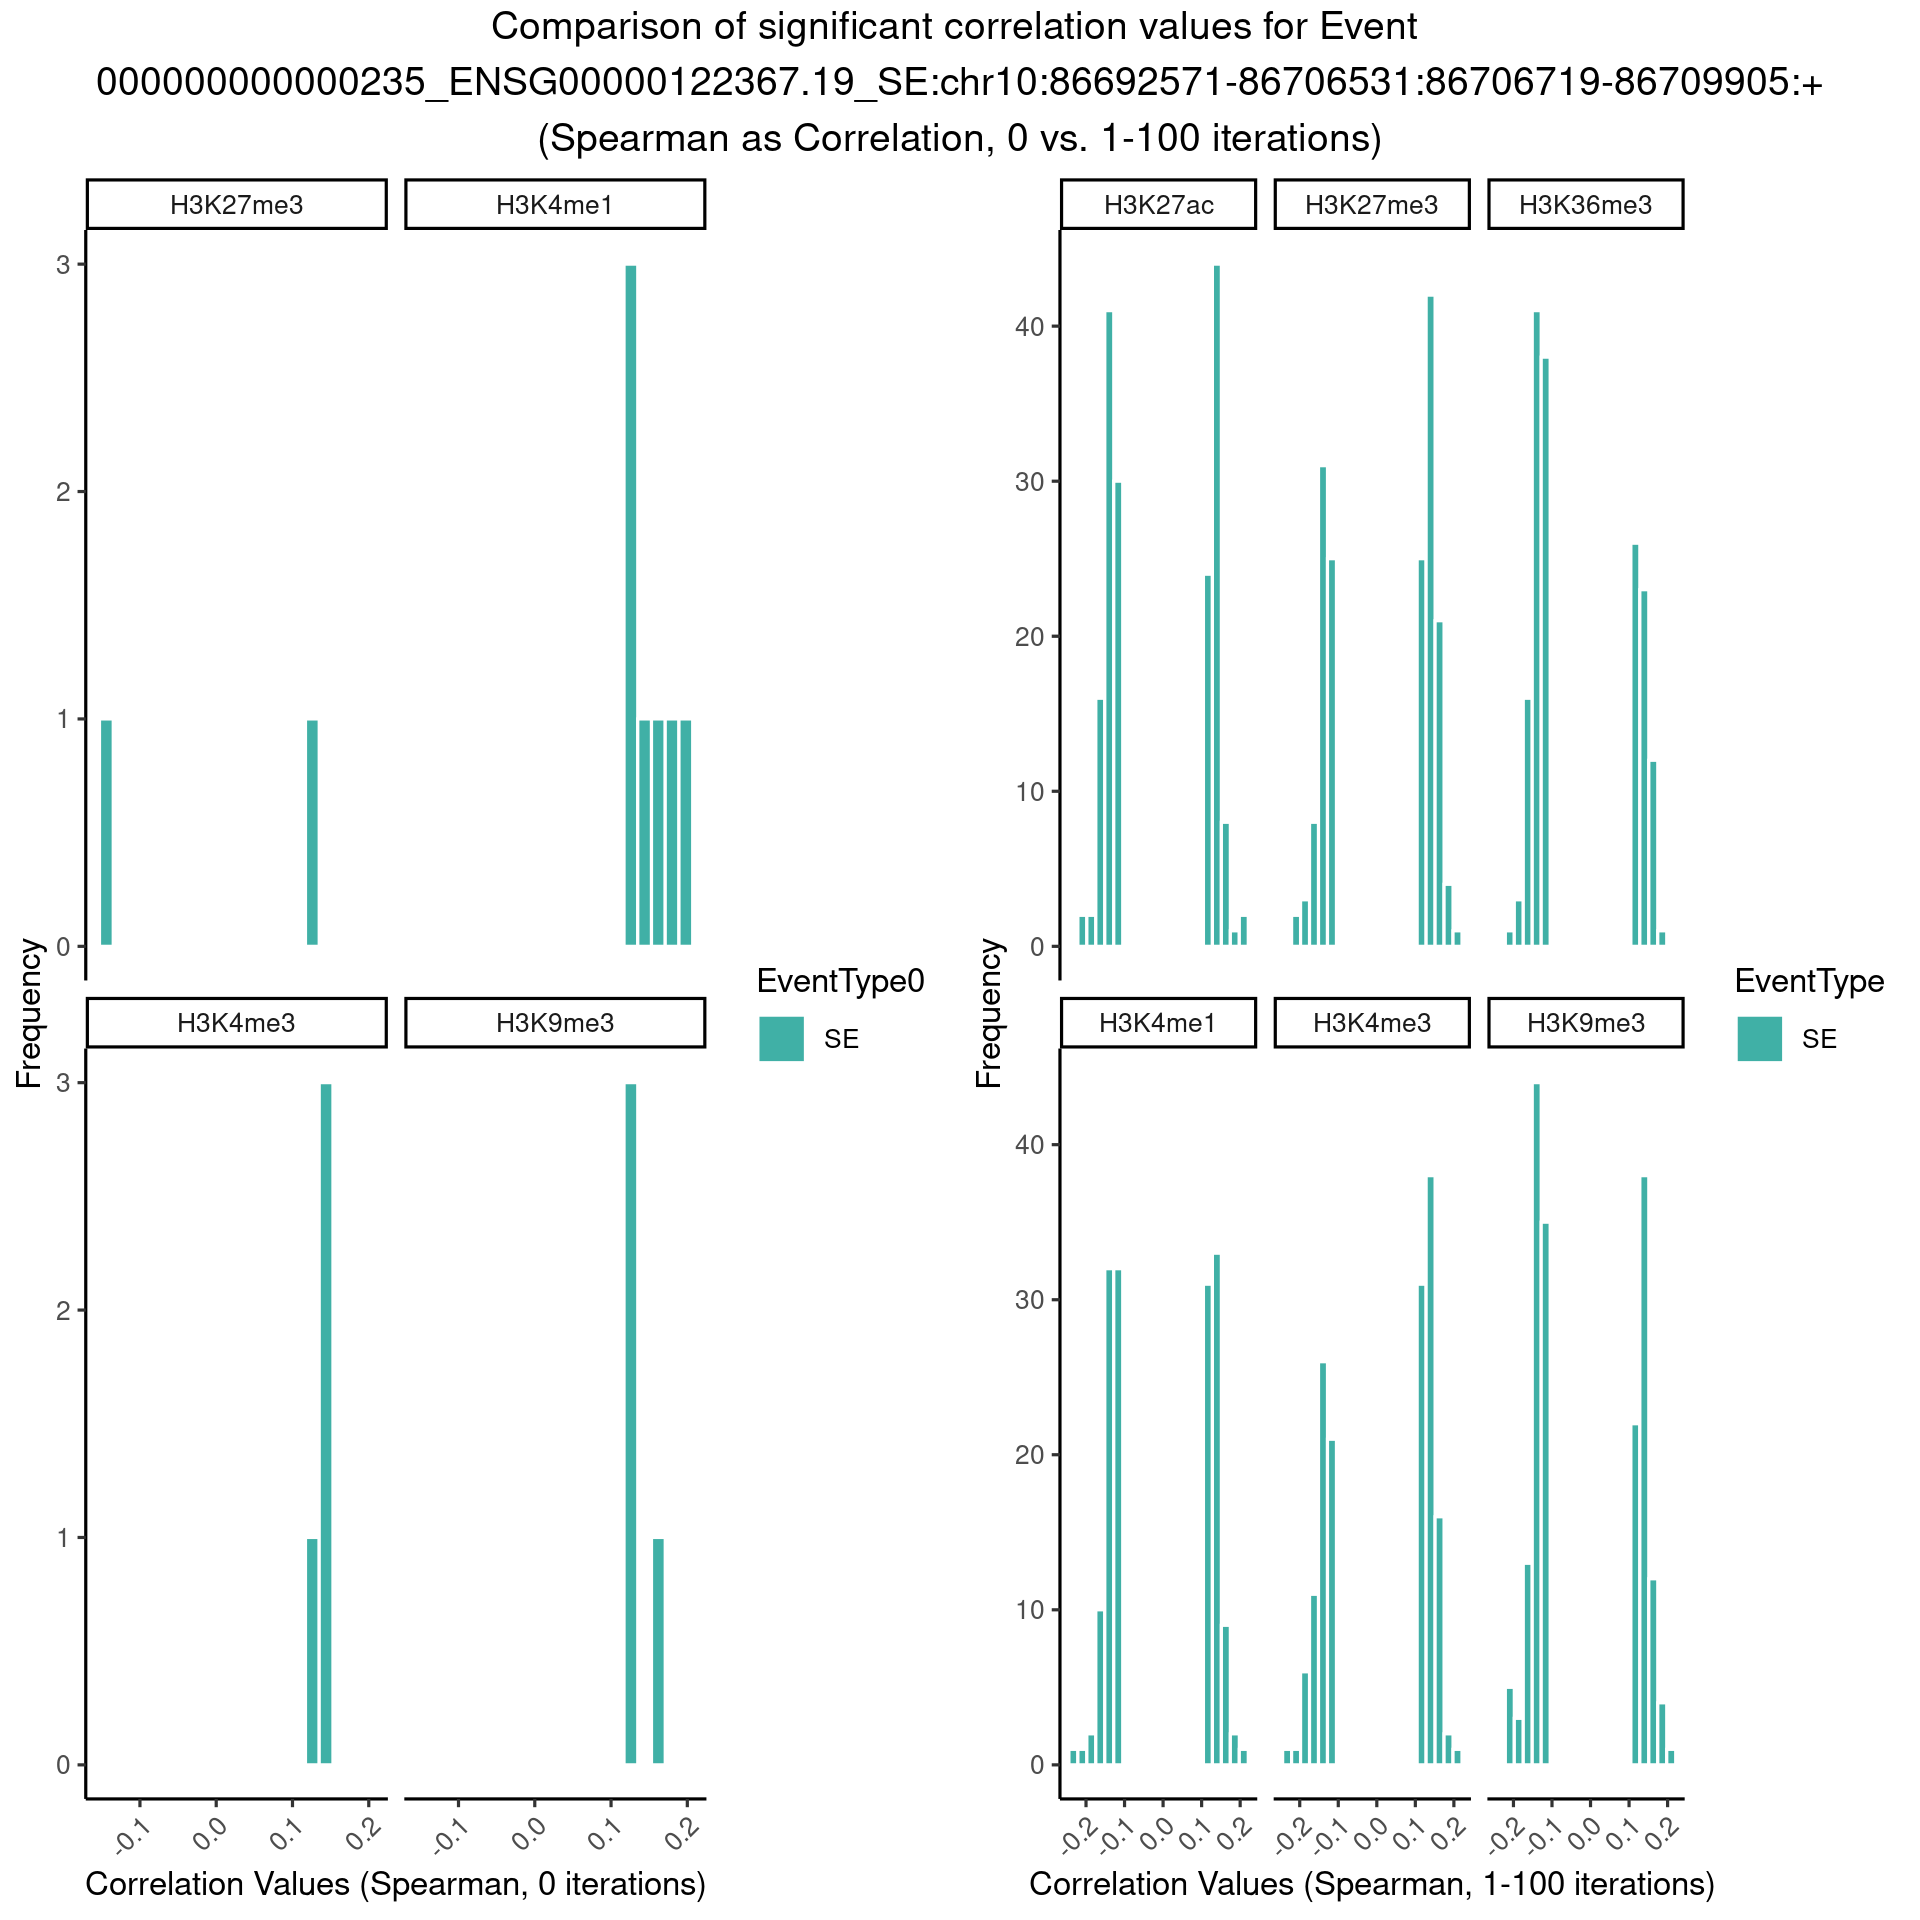 Comparison of significant correlation values for Event
000000000000235_ENSG00000122367.19_SE:chr10:86692571-86706531:86706719-86709905:+
(Spearman as Correlation, 0 vs. 1-100 iterations)
H3K27me3 H3K4me1
3
2
1
0
H3K4me3 H3K9me3
3
2
1
0
-0.1 0.0 0.1 0.2 -0.1 0.0 0.1 0.2
Frequency
Correlation Values (Spearman, 0 iterations)
EventType0
SE
H3K27ac H3K27me3 H3K36me3
40
30
20
10
0
H3K4me1 H3K4me3 H3K9me3
40
30
20
10
0
-0.2 -0.1 0.0 0.1 0.2 -0.2 -0.1 0.0 0.1 0.2 -0.2 -0.1 0.0 0.1 0.2
Frequency
Correlation Values (Spearman, 1-100 iterations)
EventType
SE